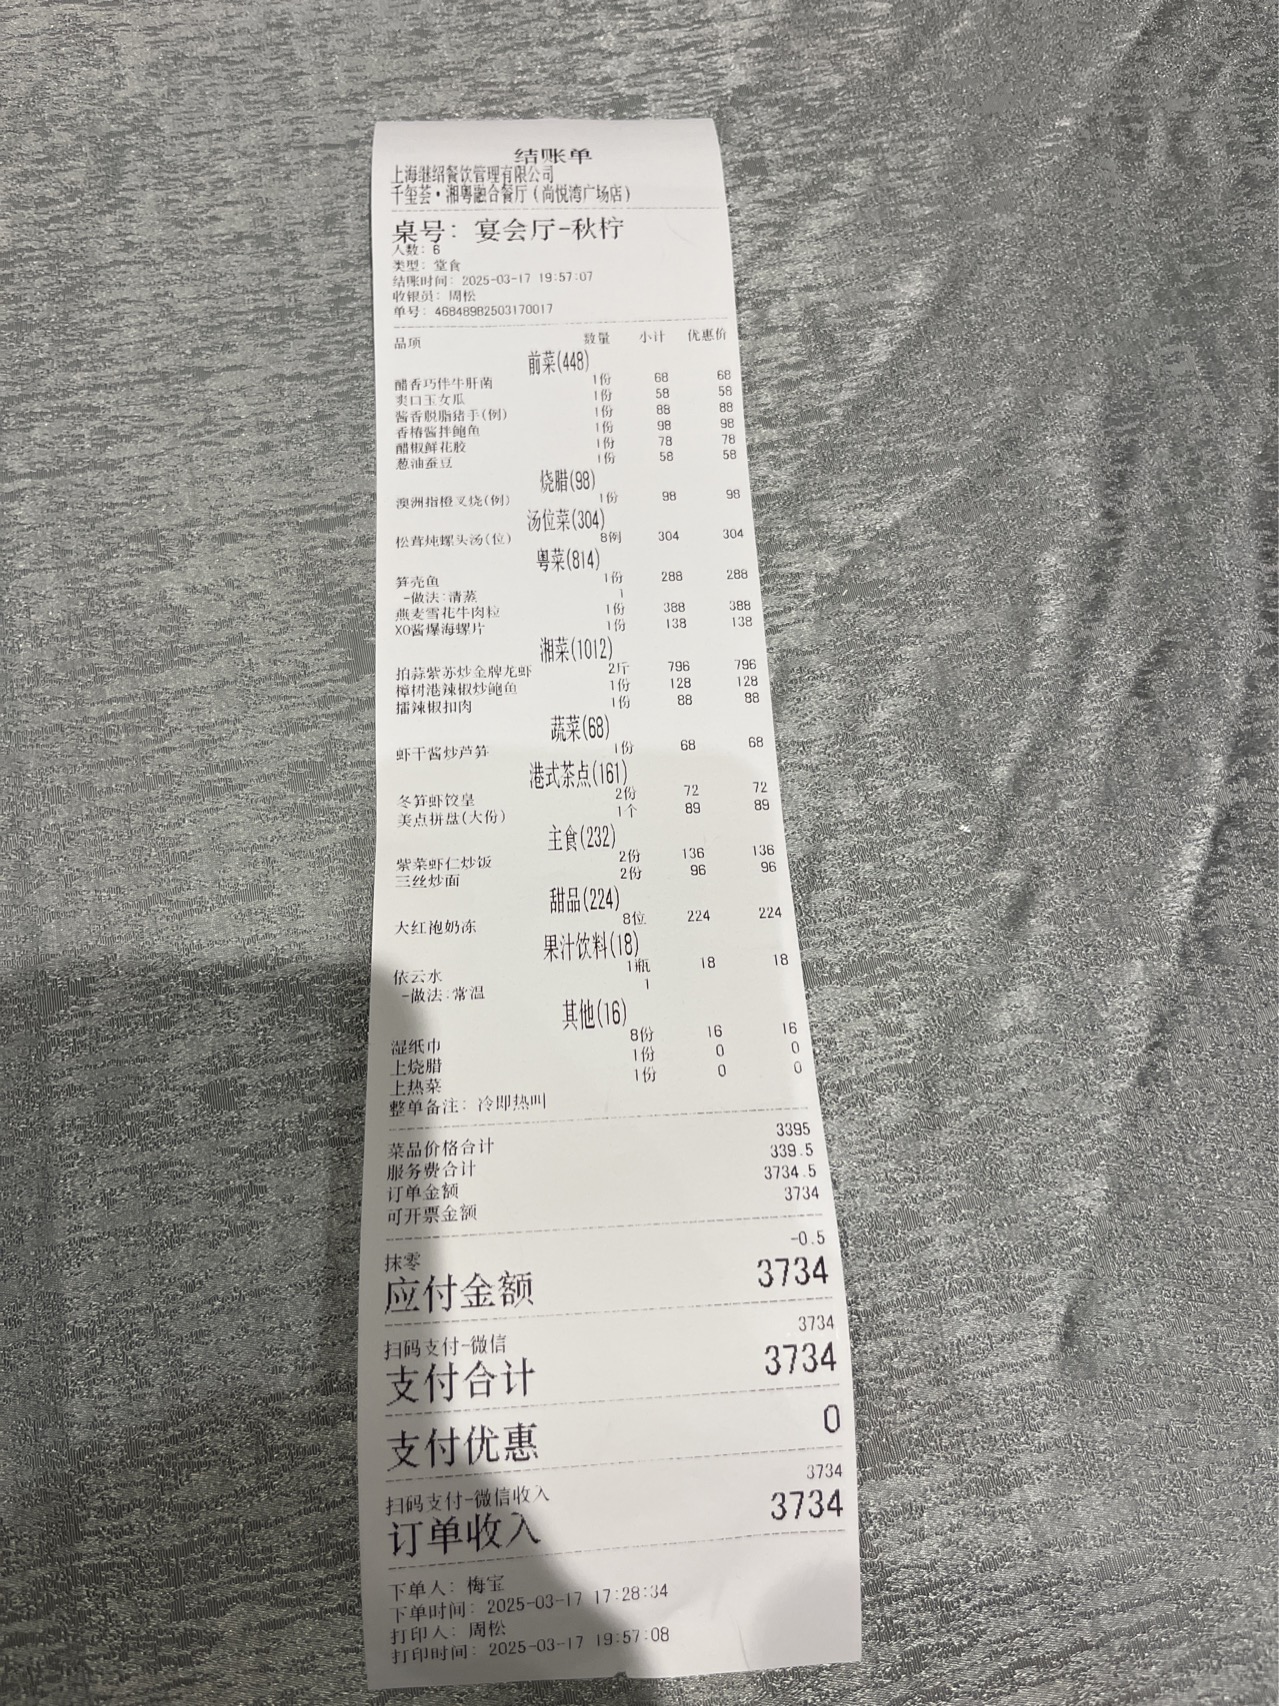 结账单
上海继绍餐饮管理有限公司
千玺荟·湘粤融合餐厅(尚悦湾广场店)
桌号: 宴会厅-秋柠
人数: 6
类型: 堂食
结账时间: 2025-03-17 19:57:07
收银员: 周松
单号: 46848982503170017
品项 数量 小计 优惠价
前菜(448)
醋香巧伴牛肝菌 1份 68 68
爽口玉女瓜 1份 58 58
酱香脱脂猪手(例) 1份 88 88
香椿酱拌鲍鱼 1份 98 98
醋椒鲜花胶 1份 78 78
葱油蚕豆 1份 58 58
烧腊(98)
澳洲指橙叉烧(例) 1份 98 98
汤位菜(304)
松茸炖螺头汤(位) 8例 304 304
粤菜(814)
笋壳鱼 1份 288 288
-做法:清蒸 1
燕麦雪花牛肉粒 1份 388 388
XO酱爆海螺片 1份 138 138
湘菜(1012)
拍蒜紫苏炒金牌龙虾 2斤 796 796
樟树港辣椒炒鲍鱼 1份 128 128
擂辣椒扣肉 1份 88 88
蔬菜(68)
虾干酱炒芦笋 1份 68 68
港式茶点(161)
冬笋虾饺皇 2份 72 72
美点拼盘(大份) 1个 89 89
主食(232)
紫菜虾仁炒饭 2份 136 136
三丝炒面 2份 96 96
甜品(224)
大红袍奶冻 8位 224 224
果汁饮料(18)
依云水 1瓶 18 18
-做法:常温 1
其他(16)
湿纸巾 8份 16 16
上烧腊 1份 0 0
上热菜 1份 0 0
整单备注: 冷即热叫
菜品价格合计 3395
服务费合计 339.5
订单金额 3734.5
可开票金额 3734
抹零 -0.5
应付金额 3734
扫码支付-微信 3734
支付合计 3734
支付优惠 0
扫码支付-微信收入 3734
订单收入 3734
下单人: 梅宝
下单时间: 2025-03-17 17:28:34
打印人: 周松
打印时间: 2025-03-17 19:57:08